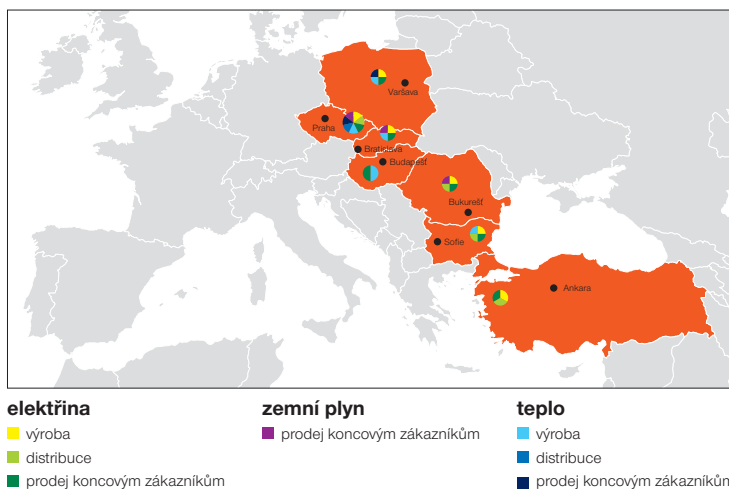 Varšava
Praha
Bratislava
Budapešť
Bukurešť
Sofie
Ankara
elektřina
výroba
distribuce
prodej koncovým zákazníkům
zemní plyn
prodej koncovým zákazníkům
teplo
výroba
distribuce
prodej koncovým zákazníkům